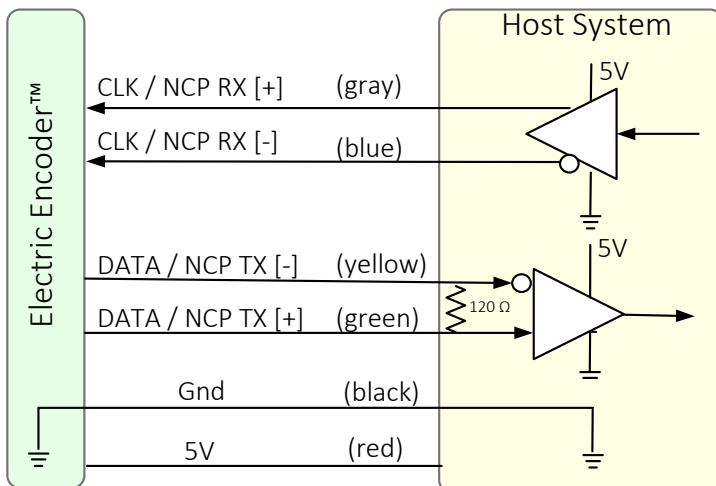 Host System
5V
CLK / NCP RX [+] (gray)
CLK / NCP RX [-] (blue)
Electric Encoder™
5V
DATA / NCP TX [-] (yellow)
120 Ω
DATA / NCP TX [+] (green)
Gnd (black)
5V (red)